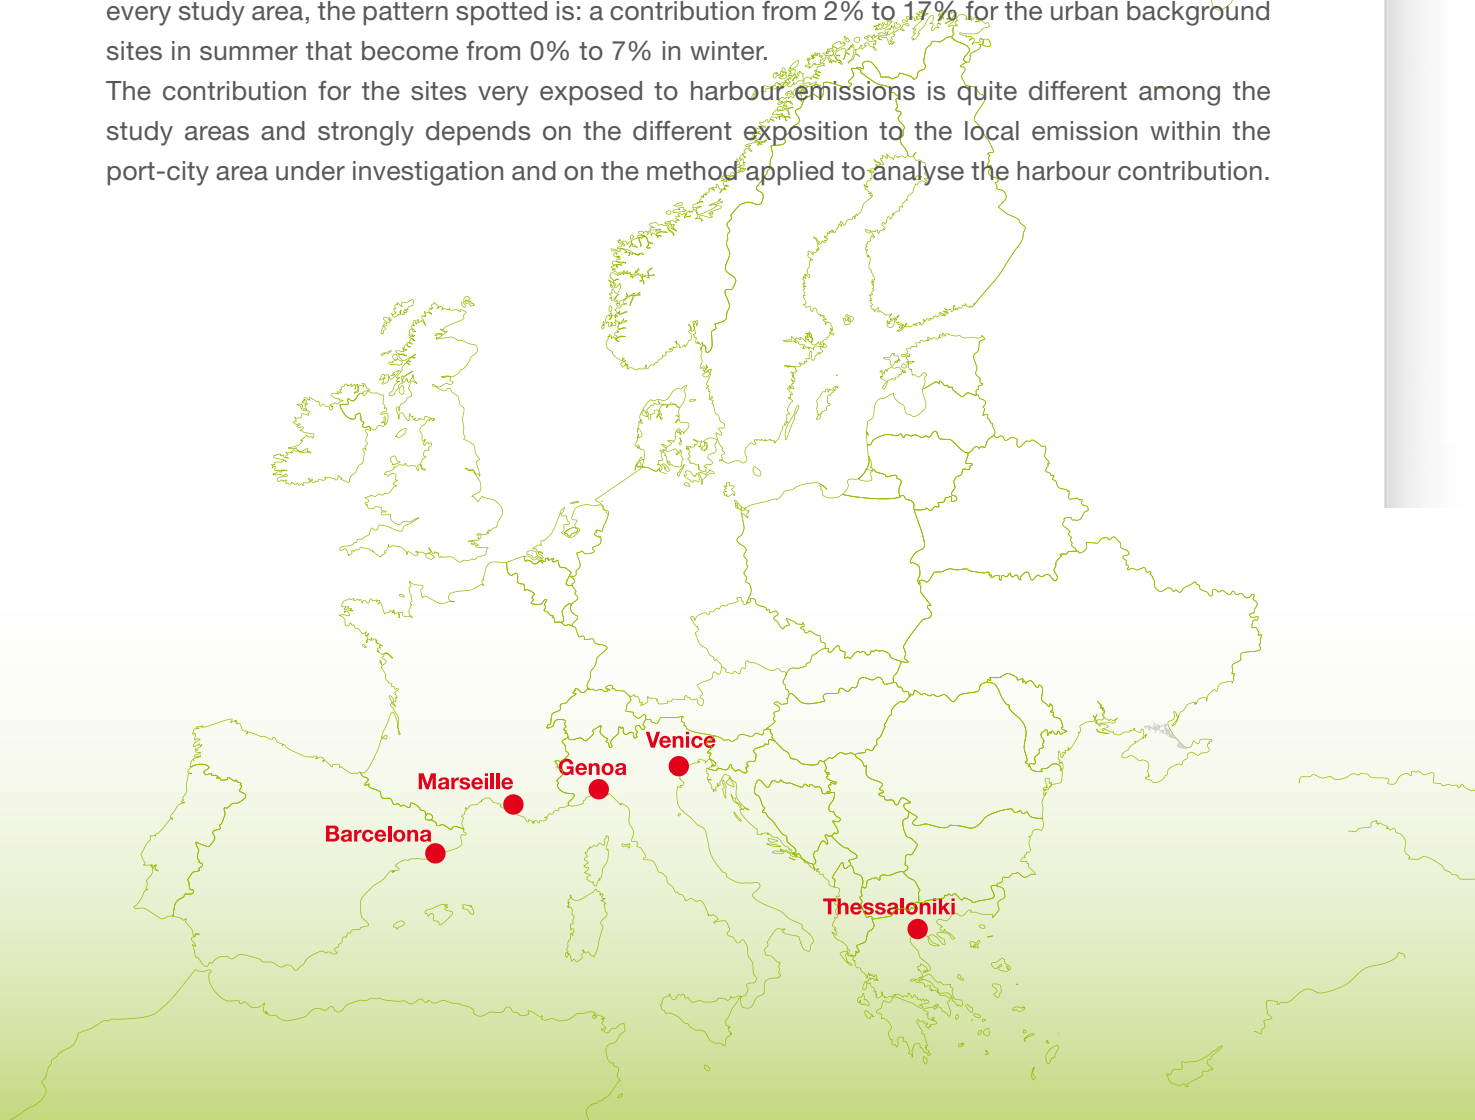 every study area, the pattern spotted is: a contribution from 2% to 17% for the urban background
sites in summer that become from 0% to 7% in winter.
The contribution for the sites very exposed to harbour emissions is quite different among the
study areas and strongly depends on the different exposition to the local emission within the
port-city area under investigation and on the method applied to analyse the harbour contribution.
Venice
Genoa
Marseille
Barcelona
Thessaloniki